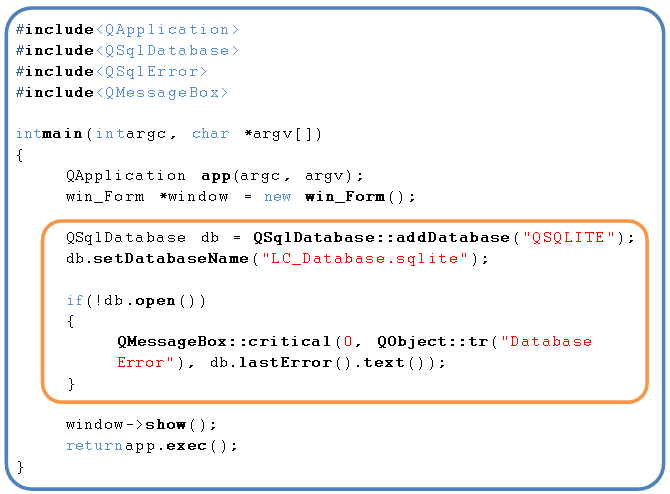 #include<QApplication>
#include<QSqlDatabase>
#include<QSqlError>
#include<QMessageBox>
intmain(intargc, char *argv[])
{
QApplication app(argc, argv);
win_Form *window = new win_Form();
QSqlDatabase db = QSqlDatabase::addDatabase("QSQLITE");
db.setDatabaseName("LC_Database.sqlite");
if(!db.open())
{
QMessageBox::critical(0, QObject::tr("Database
Error"), db.lastError().text());
}
window->show();
returnapp.exec();
}